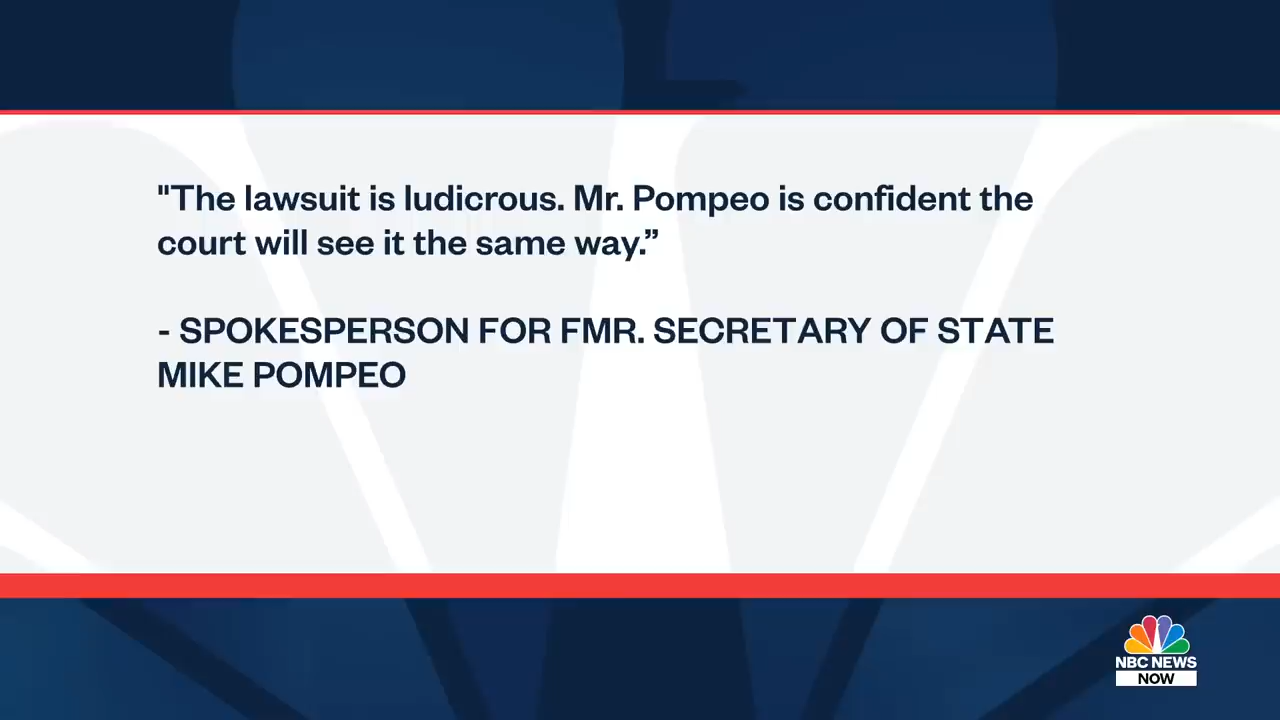 "The lawsuit is ludicrous. Mr. Pompeo is confident the
court will see it the same way.”
- SPOKESPERSON FOR FMR. SECRETARY OF STATE
MIKE POMPEO
NBC NEWS
NOW